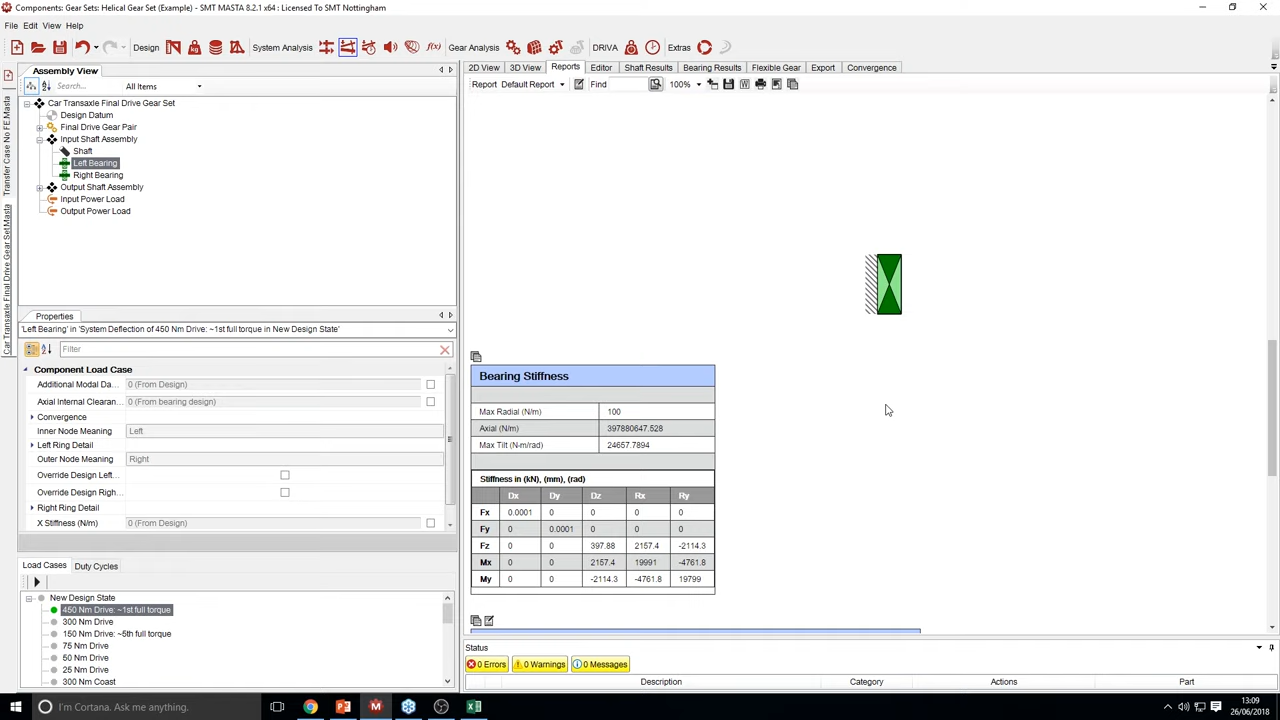 Components: Gear Sets: Helical Gear Set (Example) - SMT MASTA 8.2.1 x64 : Licensed To SMT Nottingham
File Edit View Help
Design System Analysis f(x) Gear Analysis DRIVA Extras
Assembly View
Search... All Items
Car Transaxle Final Drive Gear Set
Design Datum
Final Drive Gear Pair
Input Shaft Assembly
Shaft
Left Bearing
Right Bearing
Output Shaft Assembly
Input Power Load
Output Power Load
Transfer Case No FE.Masta
Car Transaxle Final Drive Gear Set.Masta
Properties
'Left Bearing' in 'System Deflection of 450 Nm Drive: ~1st full torque in New Design State'
Filter
Component Load Case
Additional Modal Da... 0 (From Design)
Axial Internal Clearan... 0 (From bearing design)
Convergence
Inner Node Meaning Left
Left Ring Detail
Outer Node Meaning Right
Override Design Left...
Override Design Righ...
Right Ring Detail
X Stiffness (N/m) 0 (From Design)
Load Cases Duty Cycles
New Design State
450 Nm Drive: ~1st full torque
300 Nm Drive
150 Nm Drive: ~5th full torque
75 Nm Drive
50 Nm Drive
25 Nm Drive
300 Nm Coast
2D View 3D View Reports Editor Shaft Results Bearing Results Flexible Gear Export Convergence
Report Default Report Find 100%
Bearing Stiffness
Max Radial (N/m) 100
Axial (N/m) 397880647.528
Max Tilt (N·m/rad) 24657.7894
Stiffness in (kN), (mm), (rad)
Dx Dy Dz Rx Ry
Fx 0.0001 0 0 0 0
Fy 0 0.0001 0 0 0
Fz 0 0 397.88 2157.4 -2114.3
Mx 0 0 2157.4 19991 -4761.8
My 0 0 -2114.3 -4761.8 19799
Status
0 Errors 0 Warnings 0 Messages
Description Category Actions Part
I'm Cortana. Ask me anything.
13:09
26/06/2018